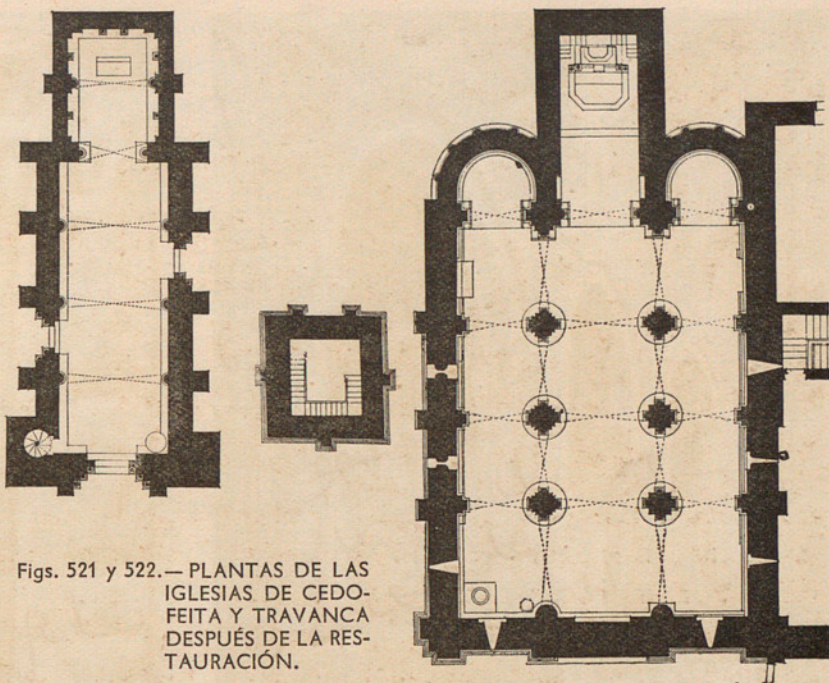 Figs. 521 y 522.— PLANTAS DE LAS
IGLESIAS DE CEDO-
FEITA Y TRAVANCA
DESPUÉS DE LA RES-
TAURACIÓN.